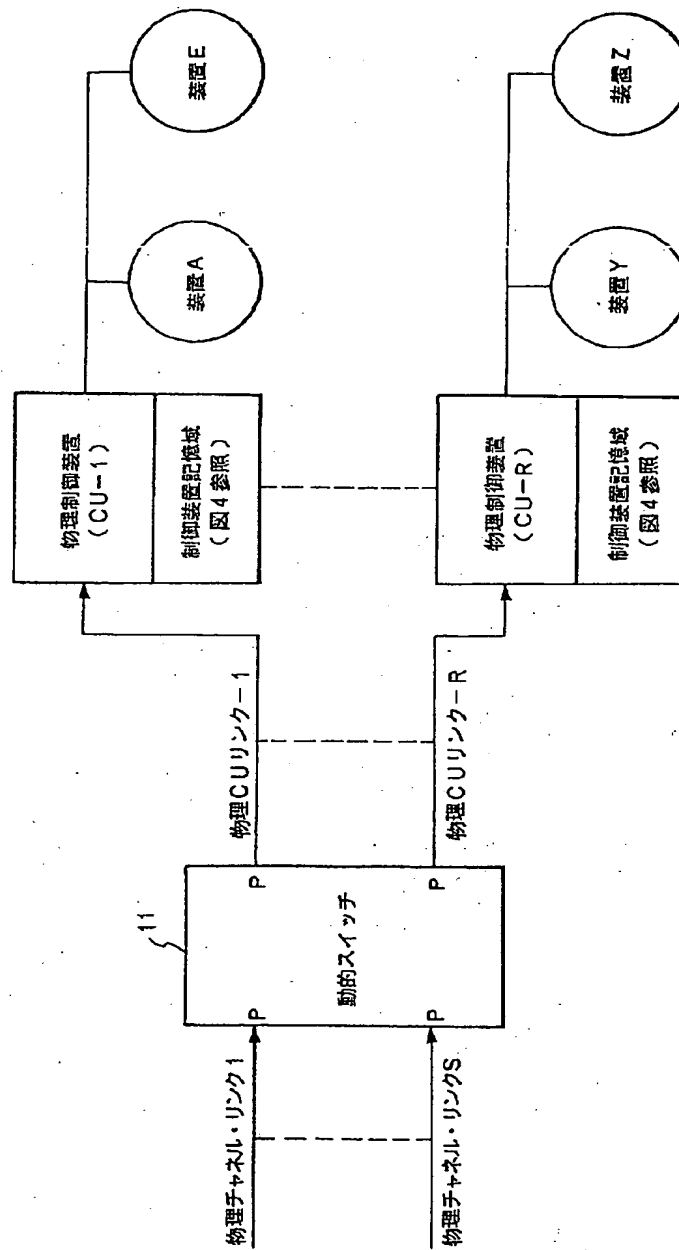 物理チャネル・リンク1
物理チャネル・リンクS
11
P
P
動的スイッチ
P
P
物理CUリンク-1
物理CUリンク-R
物理制御装置
(CU-1)
制御装置記憶域
(図4参照)
物理制御装置
(CU-R)
制御装置記憶域
(図4参照)
装置A
装置E
装置Y
装置Z